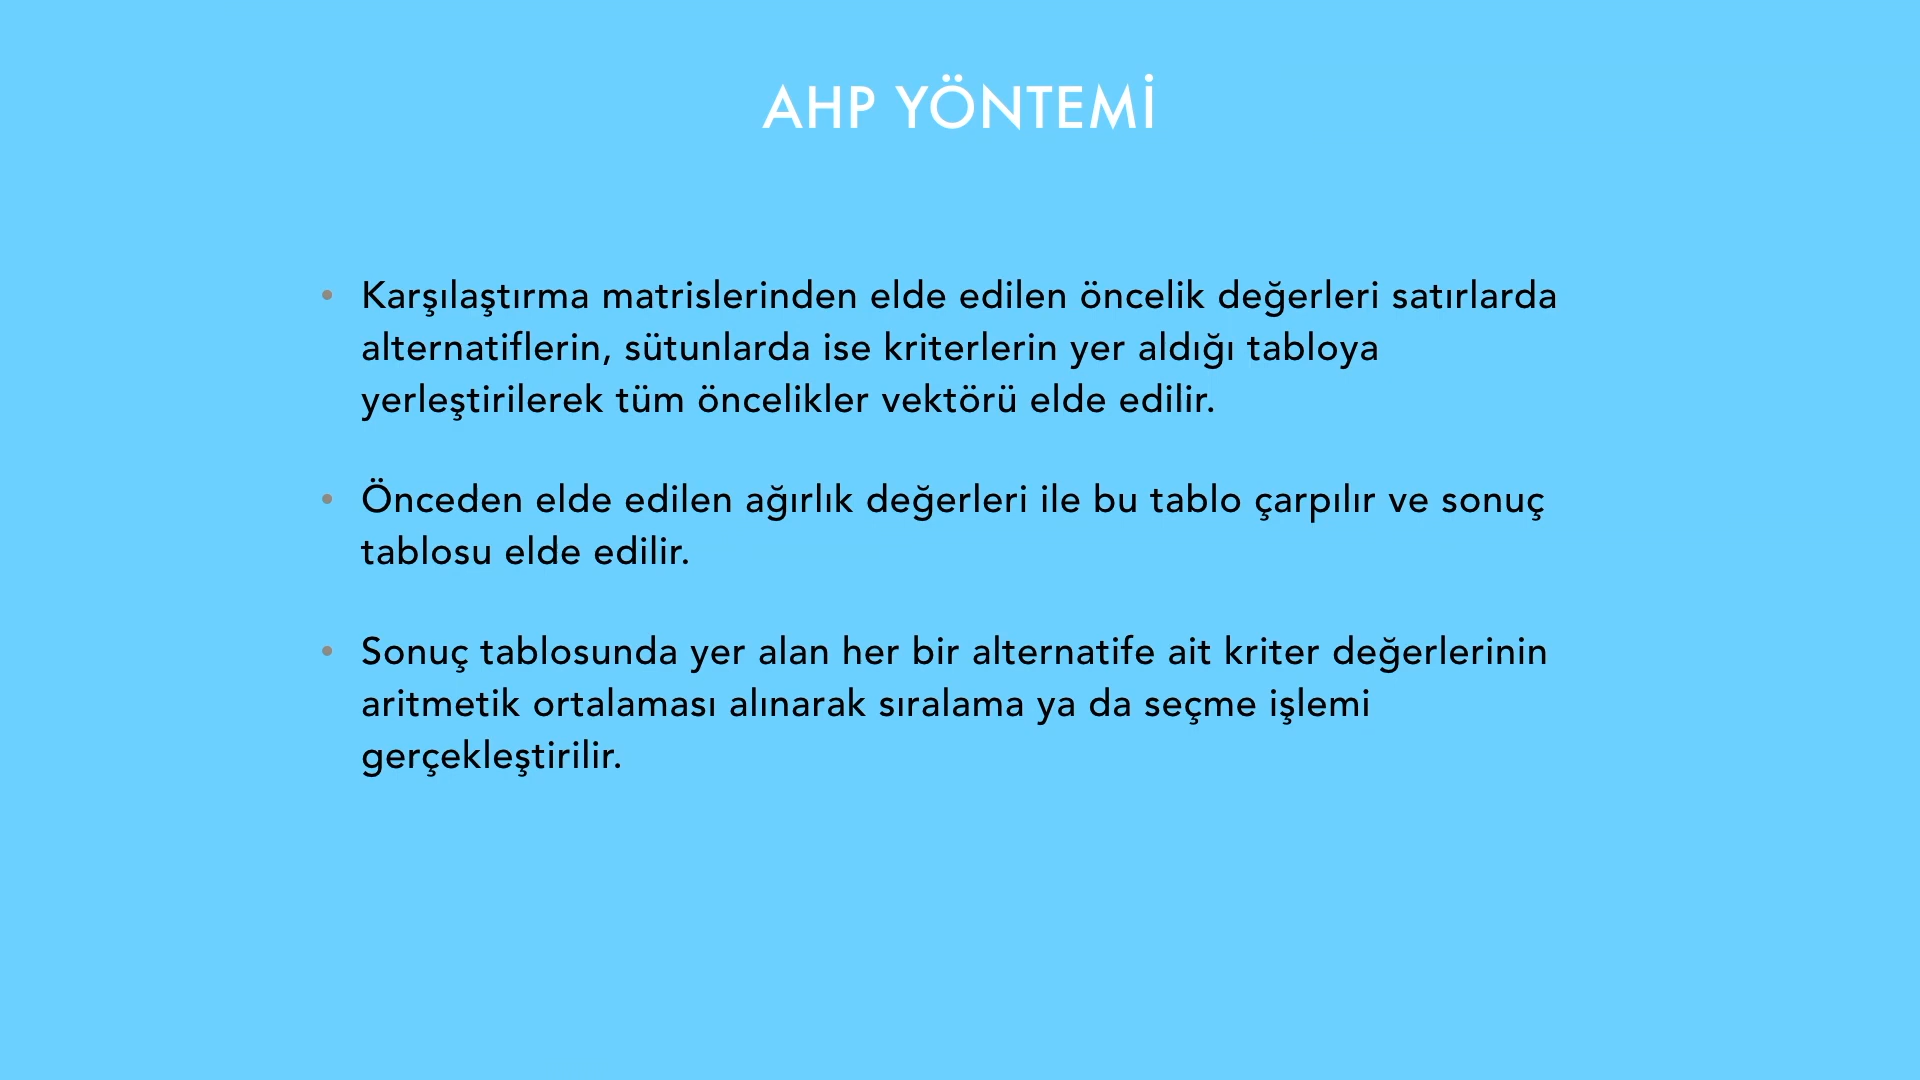 AHP YÖNTEMİ
• Karşılaştırma matrislerinden elde edilen öncelik değerleri satırlarda
alternatiflerin, sütunlarda ise kriterlerin yer aldığı tabloya
yerleştirilerek tüm öncelikler vektörü elde edilir.
• Önceden elde edilen ağırlık değerleri ile bu tablo çarpılır ve sonuç
tablosu elde edilir.
• Sonuç tablosunda yer alan her bir alternatife ait kriter değerlerinin
aritmetik ortalaması alınarak sıralama ya da seçme işlemi
gerçekleştirilir.